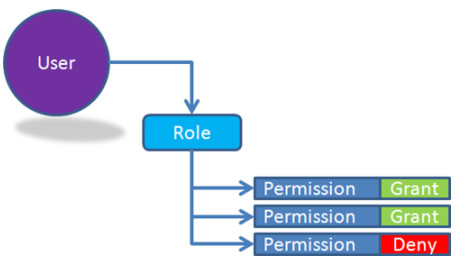 User
Role
Permission Grant
Permission Grant
Permission Deny